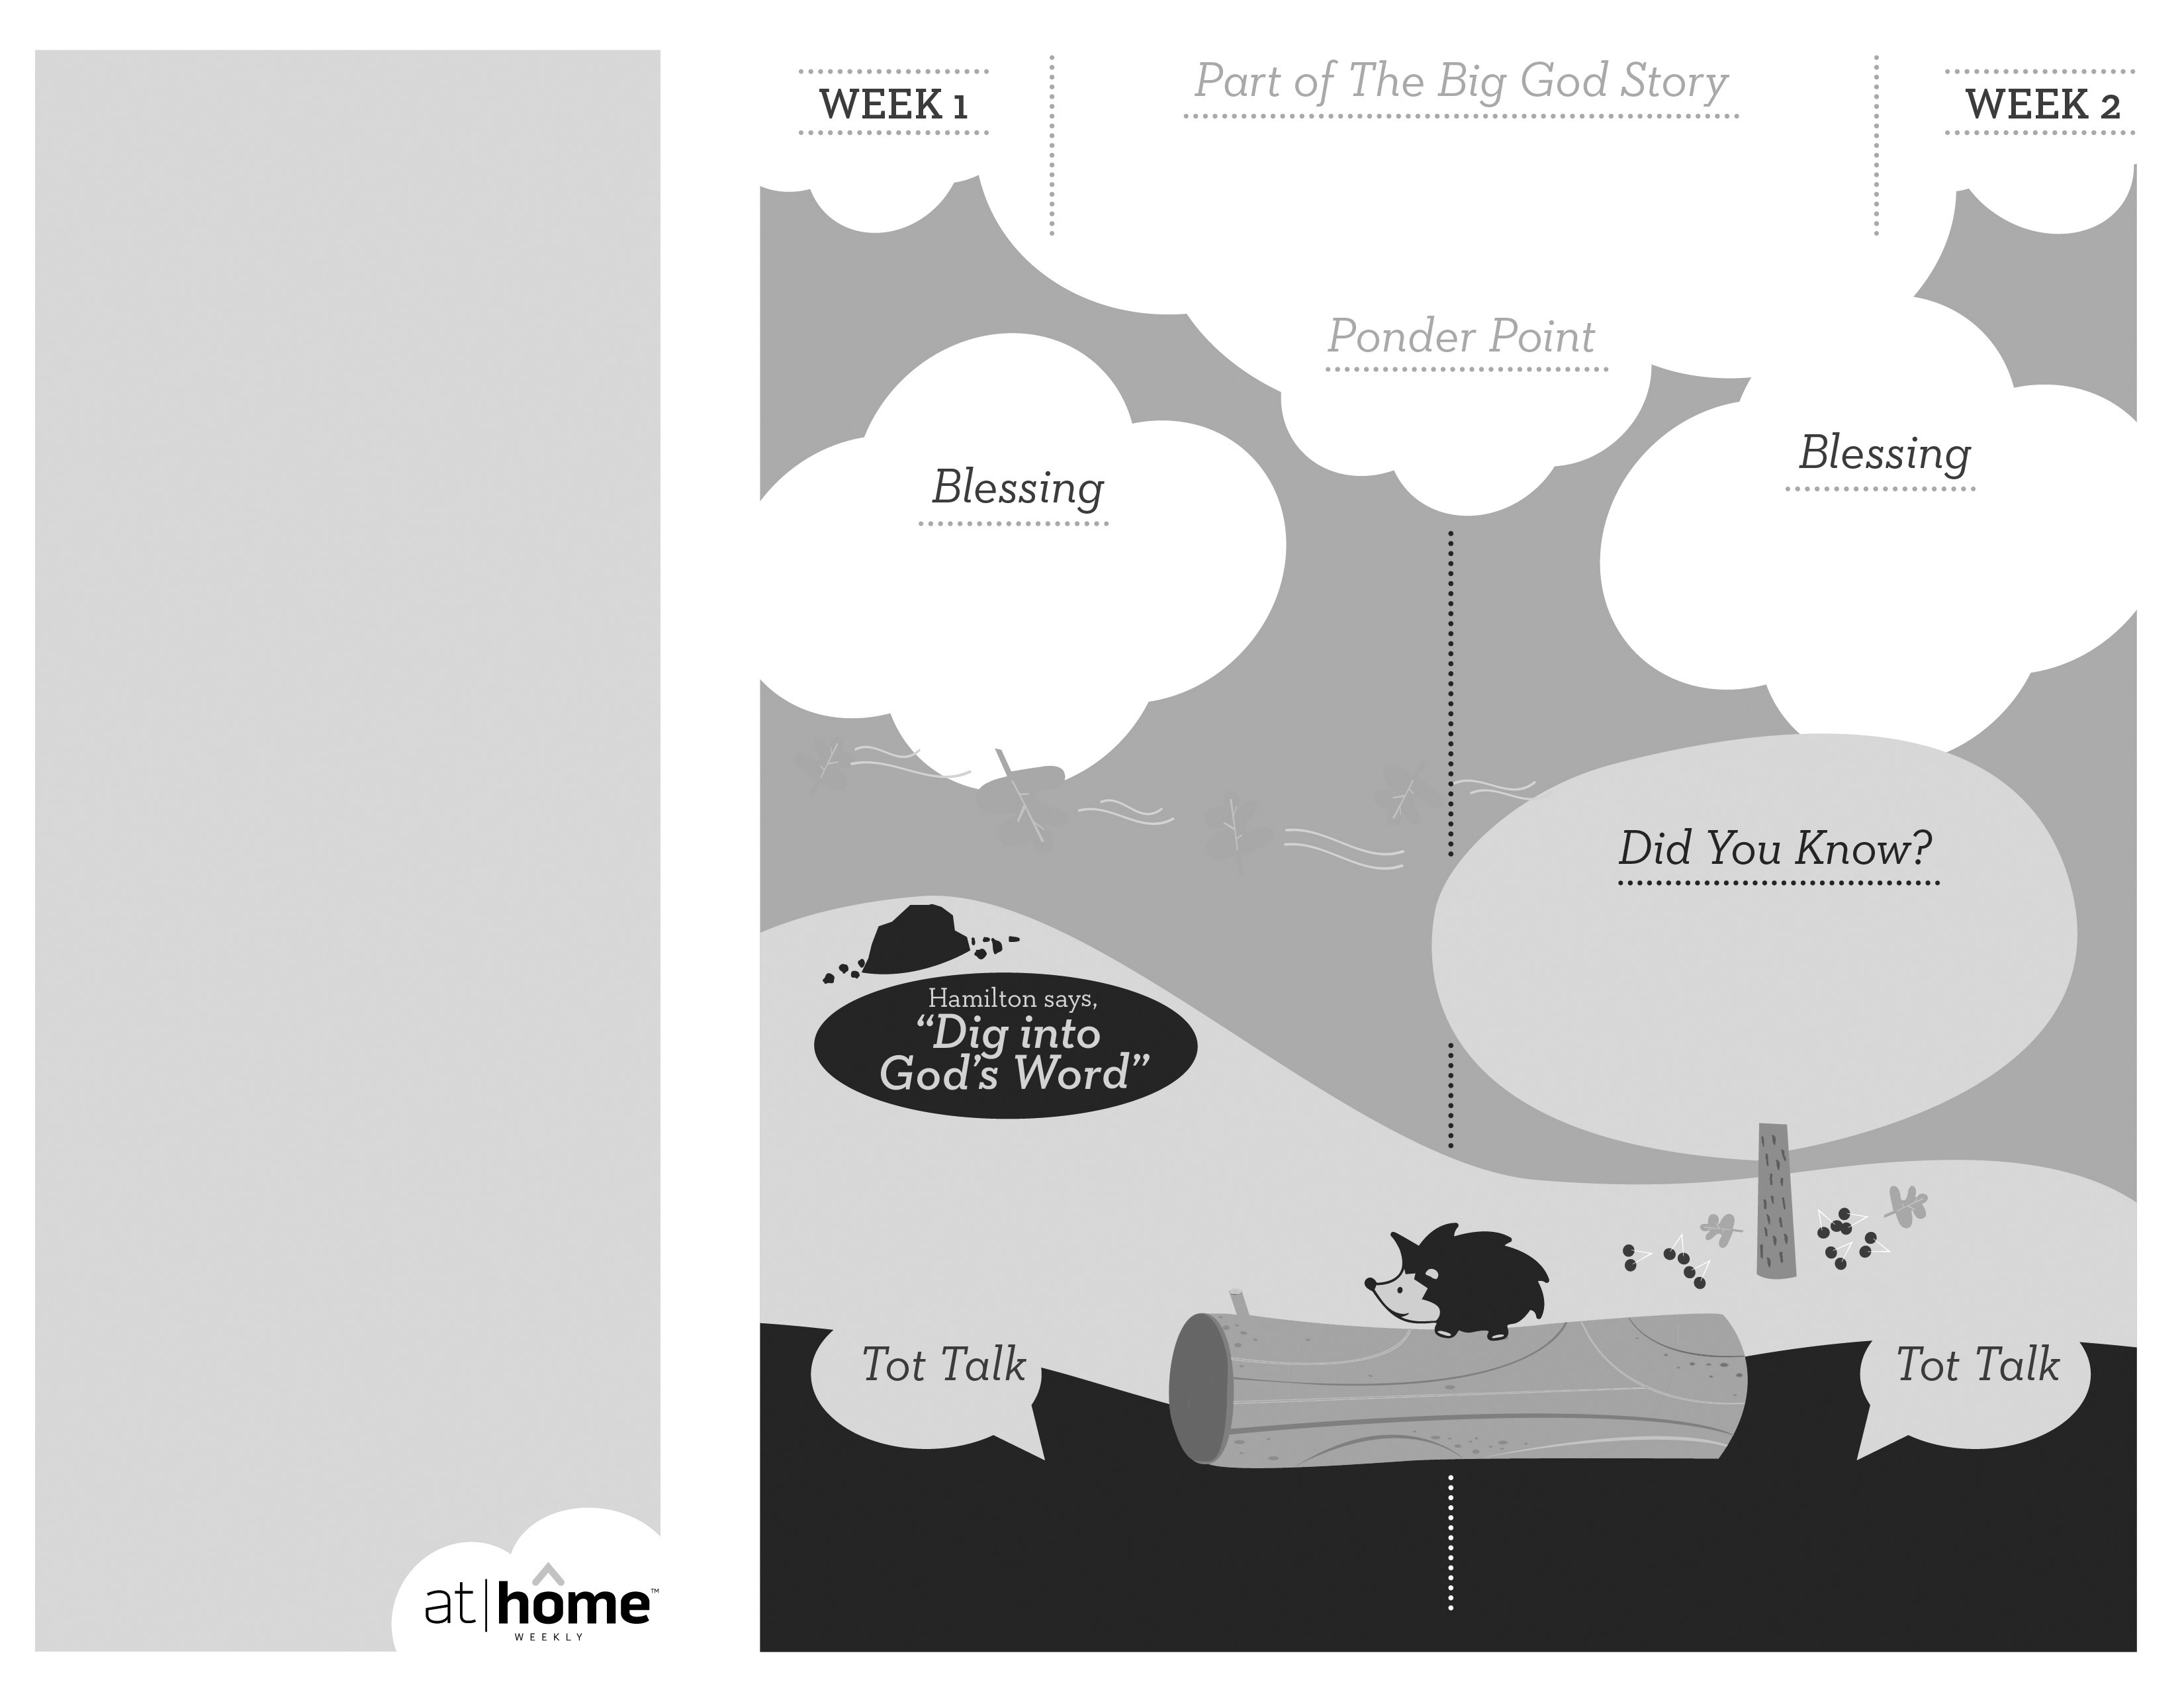 WEEK 1
Part of The Big God Story
WEEK 2
Ponder Point
Blessing
Blessing
Did You Know?
Hamilton says,
“Dig into
God’s Word”
Tot Talk
Tot Talk
at|home™
WEEKLY